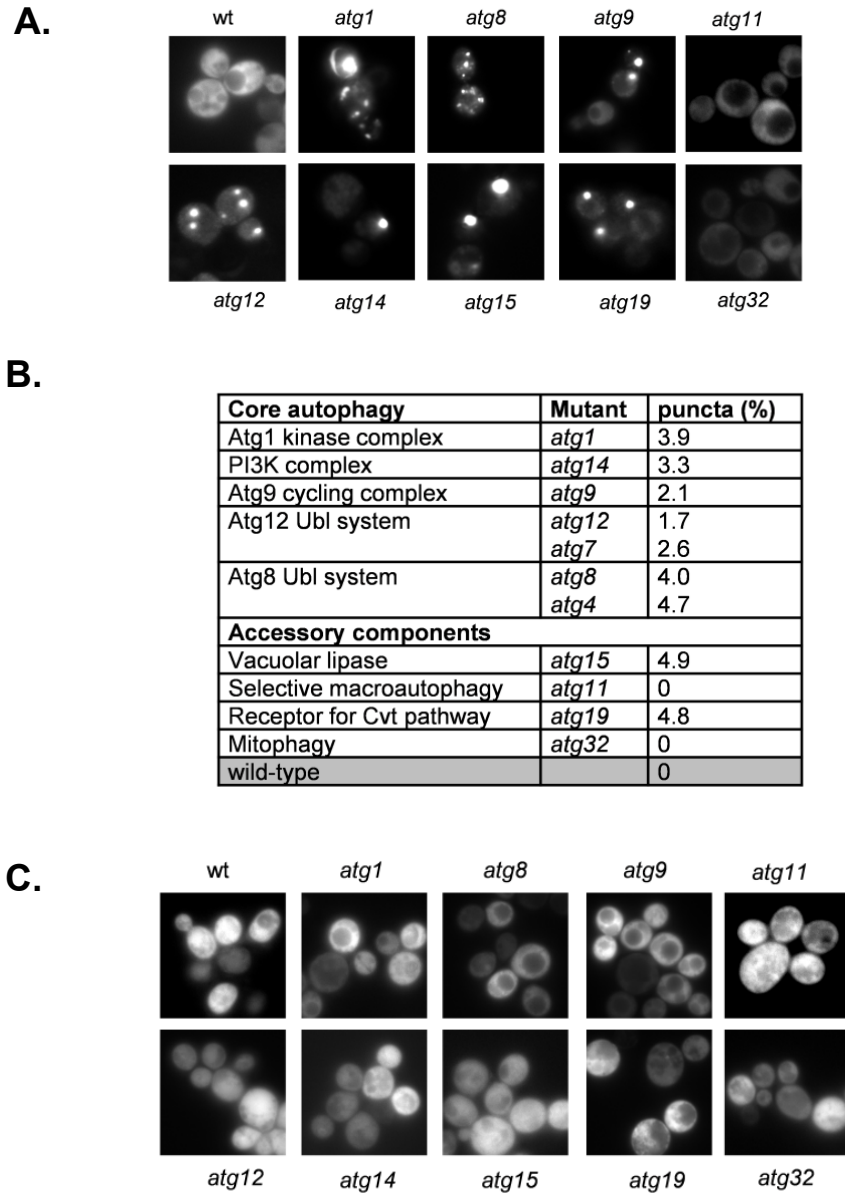 A.
wt atg1 atg8 atg9 atg11
atg12 atg14 atg15 atg19 atg32
B.
Core autophagy Mutant puncta (%)
Atg1 kinase complex atg1 3.9
PI3K complex atg14 3.3
Atg9 cycling complex atg9 2.1
Atg12 Ubl system atg12 1.7
atg7 2.6
Atg8 Ubl system atg8 4.0
atg4 4.7
Accessory components
Vacuolar lipase atg15 4.9
Selective macroautophagy atg11 0
Receptor for Cvt pathway atg19 4.8
Mitophagy atg32 0
wild-type 0
C.
wt atg1 atg8 atg9 atg11
atg12 atg14 atg15 atg19 atg32